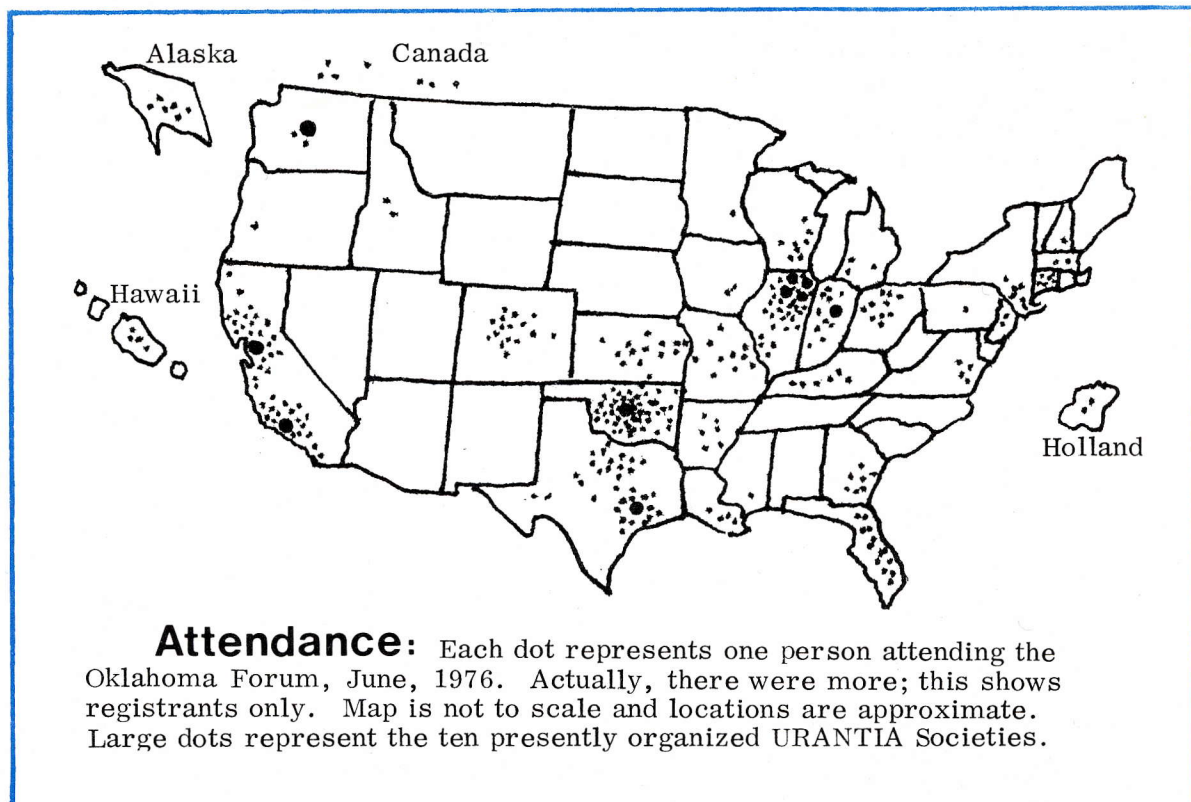 Alaska
Canada
Hawaii
Holland
Attendance: Each dot represents one person attending the
Oklahoma Forum, June, 1976. Actually, there were more; this shows
registrants only. Map is not to scale and locations are approximate.
Large dots represent the ten presently organized URANTIA Societies.